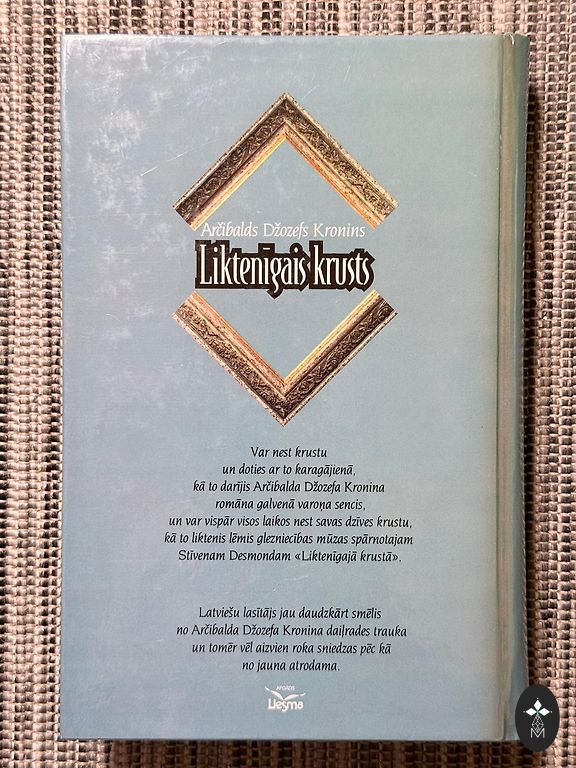 Arčibalds Džozefs Kronins
Liktenīgais krusts
Var nest krustu
un doties ar to karagājienā,
kā to darījis Arčibalda Džozefa Kronina
romāna galvenā varoņa sencis,
un var vispār visos laikos nest savas dzīves krustu,
kā to liktenis lēmis glezniecības mūzas spārnotajam
Stīvenam Desmondam «Liktenīgajā krustā».
Latviešu lasītājs jau daudzkārt smēlis
no Arčibalda Džozefa Kronina daiļrades trauka
un tomēr vēl aizvien roka sniedzas pēc kā
no jauna atrodama.
APGĀDS
Liesma
M